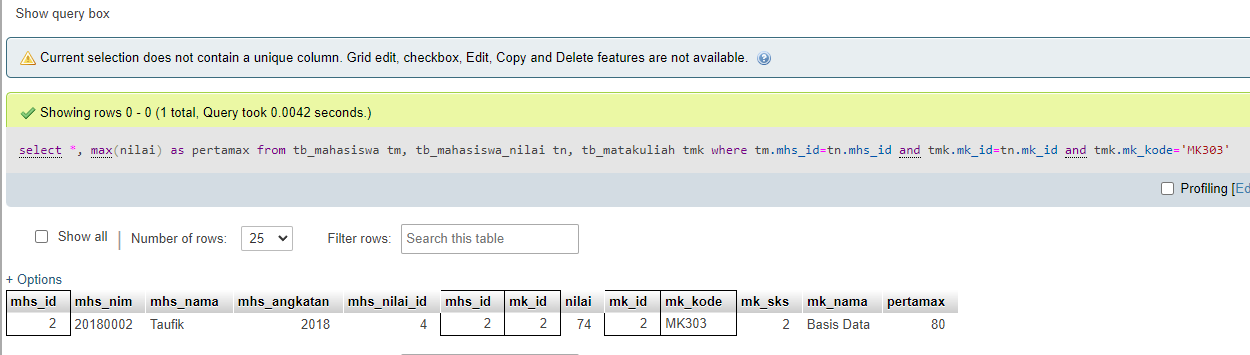 Show query box
Current selection does not contain a unique column. Grid edit, checkbox, Edit, Copy and Delete features are not available.
Showing rows 0 - 0 (1 total, Query took 0.0042 seconds.)
select *, max(nilai) as pertamax from tb_mahasiswa tm, tb_mahasiswa_nilai tn, tb_matakuliah tmk where tm.mhs_id=tn.mhs_id and tmk.mk_id=tn.mk_id and tmk.mk_kode='MK303'
Profiling [Ed
Show all | Number of rows: 25 Filter rows: Search this table
+ Options
mhs_id mhs_nim mhs_nama mhs_angkatan mhs_nilai_id mhs_id mk_id nilai mk_id mk_kode mk_sks mk_nama pertamax
2 20180002 Taufik 2018 4 2 2 74 2 MK303 2 Basis Data 80